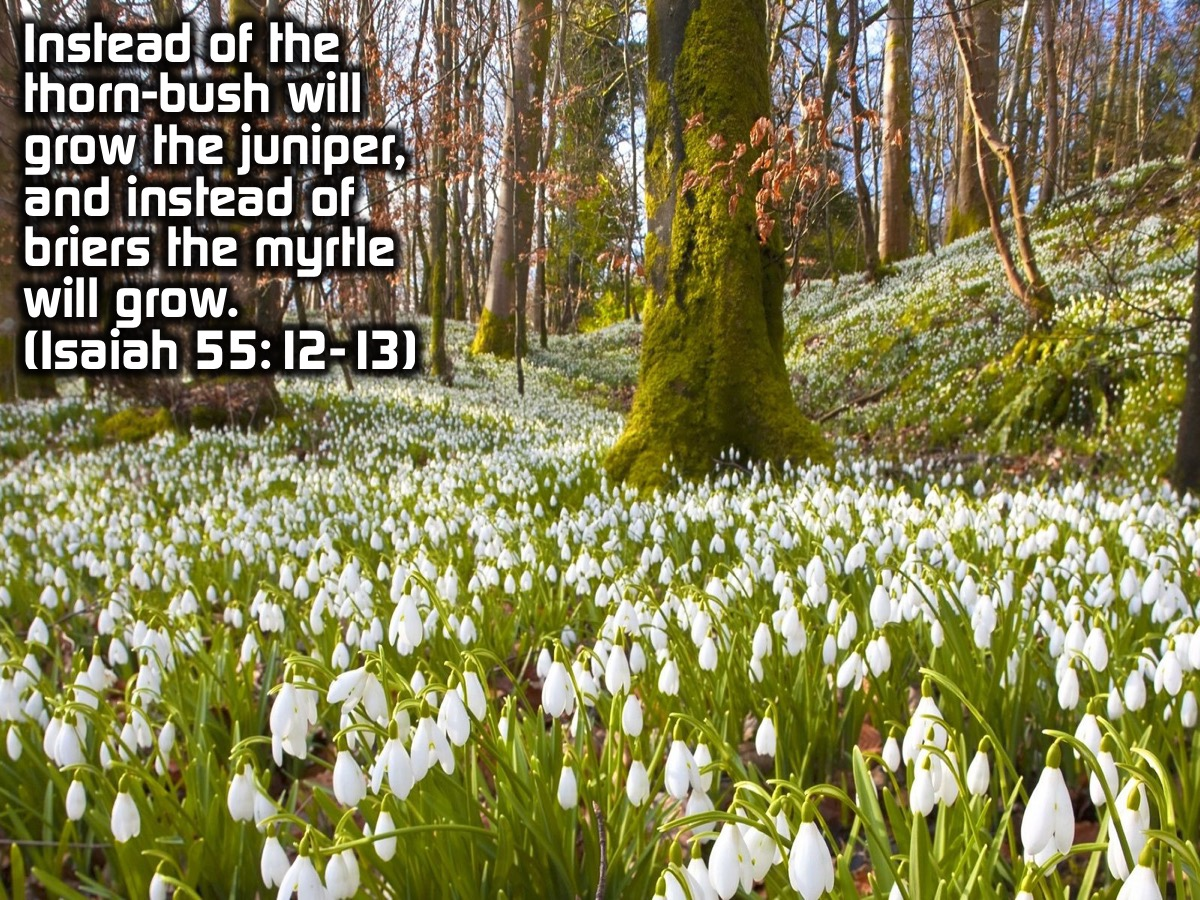 Instead of the
thorn-bush will
grow the juniper,
and instead of
briers the myrtle
will grow.
(Isaiah 55:12-13)